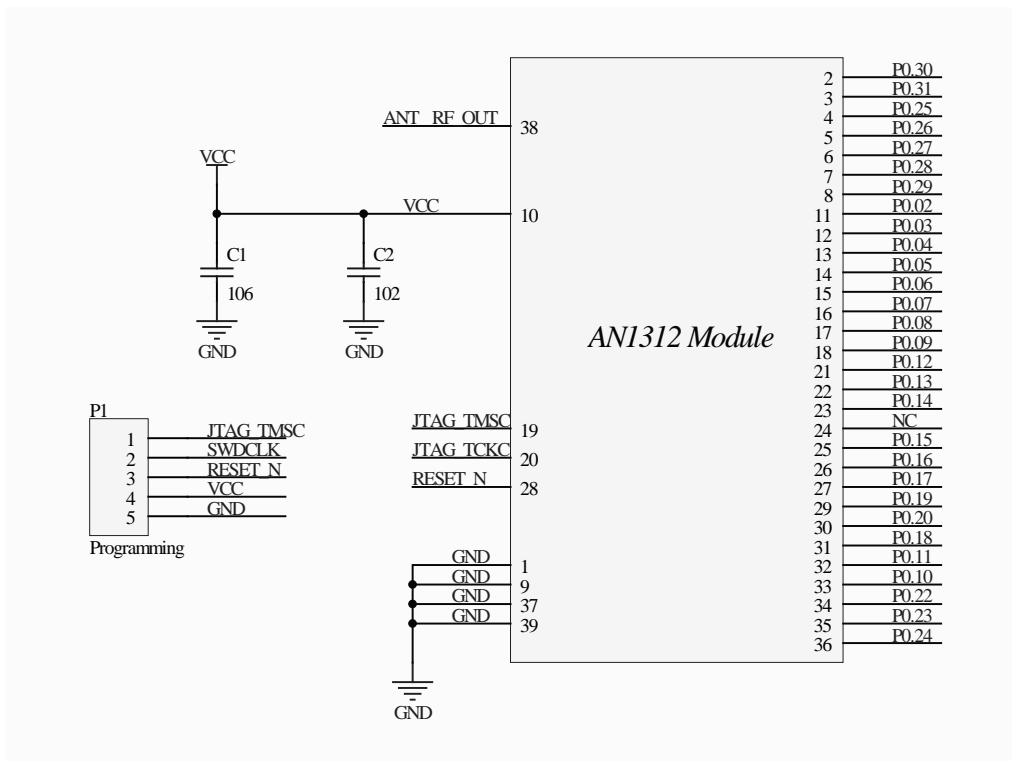 ANT_RF_OUT 38
VCC
VCC 10
C1
106
GND
C2
102
GND
AN1312 Module
P1
1 JTAG_TMSC
2 SWDCLK
3 RESET_N
4 VCC
5 GND
Programming
JTAG_TMSC 19
JTAG_TCKC 20
RESET_N 28
GND 1
GND 9
GND 37
GND 39
GND
2 P0.30
3 P0.31
4 P0.25
5 P0.26
6 P0.27
7 P0.28
8 P0.29
11 P0.02
12 P0.03
13 P0.04
14 P0.05
15 P0.06
16 P0.07
17 P0.08
18 P0.09
21 P0.12
22 P0.13
23 P0.14
24 NC
25 P0.15
26 P0.16
27 P0.17
29 P0.19
30 P0.20
31 P0.18
32 P0.11
33 P0.10
34 P0.22
35 P0.23
36 P0.24